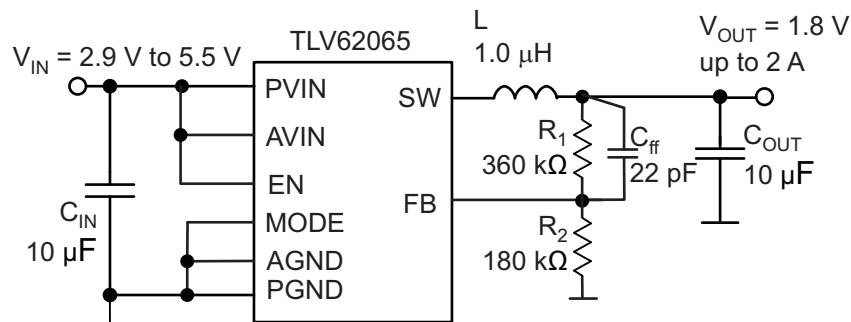 TLV62065
L
1.0 μH
V_IN = 2.9 V to 5.5 V
V_OUT = 1.8 V
up to 2 A
PVIN
SW
AVIN
EN
FB
MODE
AGND
PGND
C_IN
10 μF
R_1
360 kΩ
C_ff
22 pF
C_OUT
10 μF
R_2
180 kΩ